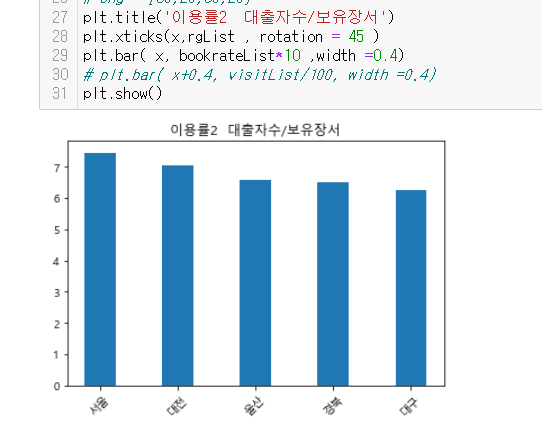 27 plt.title('이용률2 대출자수/보유장서')
28 plt.xticks(x,rgList , rotation = 45 )
29 plt.bar( x, bookrateList*10 ,width =0.4)
30 # plt.bar( x+0.4, visitList/100, width =0.4)
31 plt.show()
이용률2 대출자수/보유장서
7
6
5
4
3
2
1
0
서울 대전 울산 경북 대구